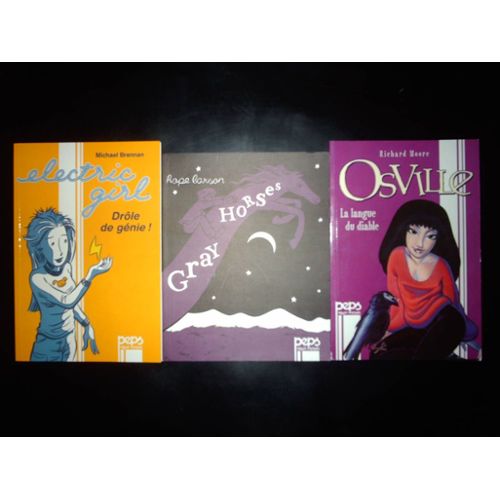 Michael Brennan
electric
girl
Drôle
de génie !
peps
hope larson
Gray Horses
peps
Richard Moore
OSVILLE
La langue
du diable
peps